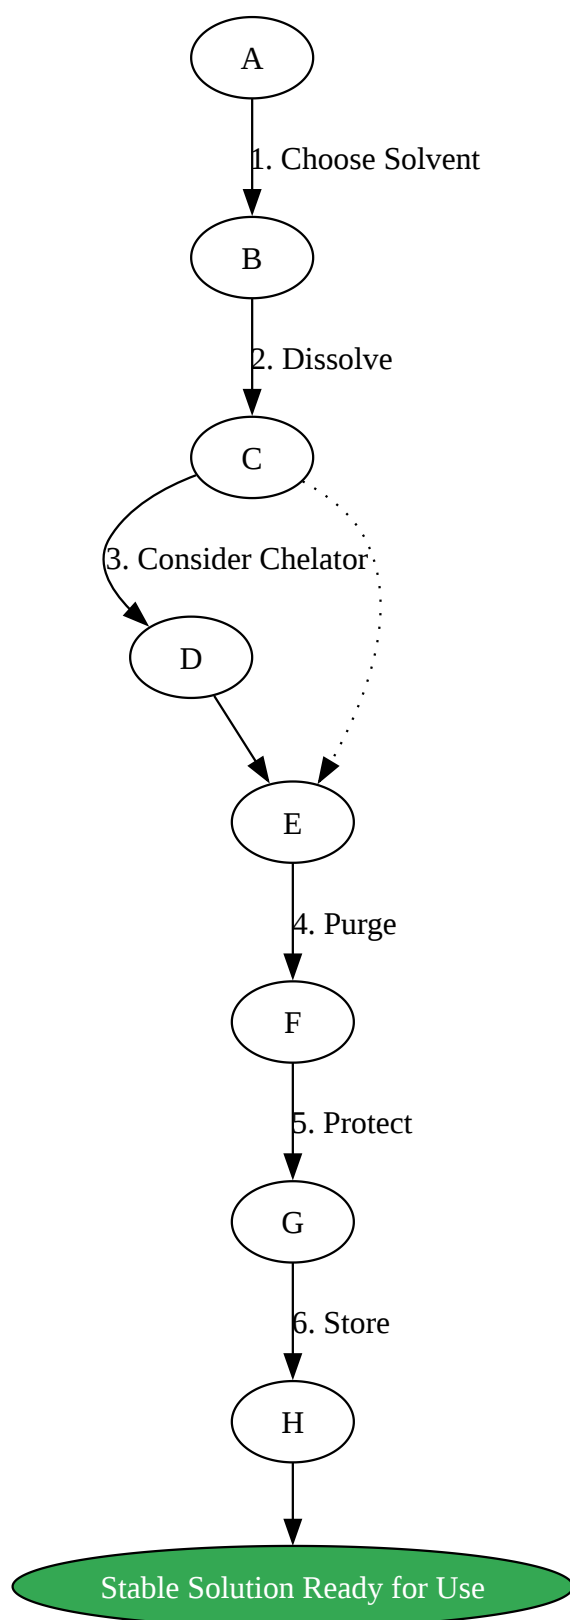 A
1. Choose Solvent
B
2. Dissolve
C
3. Consider Chelator
D
E
4. Purge
F
5. Protect
G
6. Store
H
Stable Solution Ready for Use